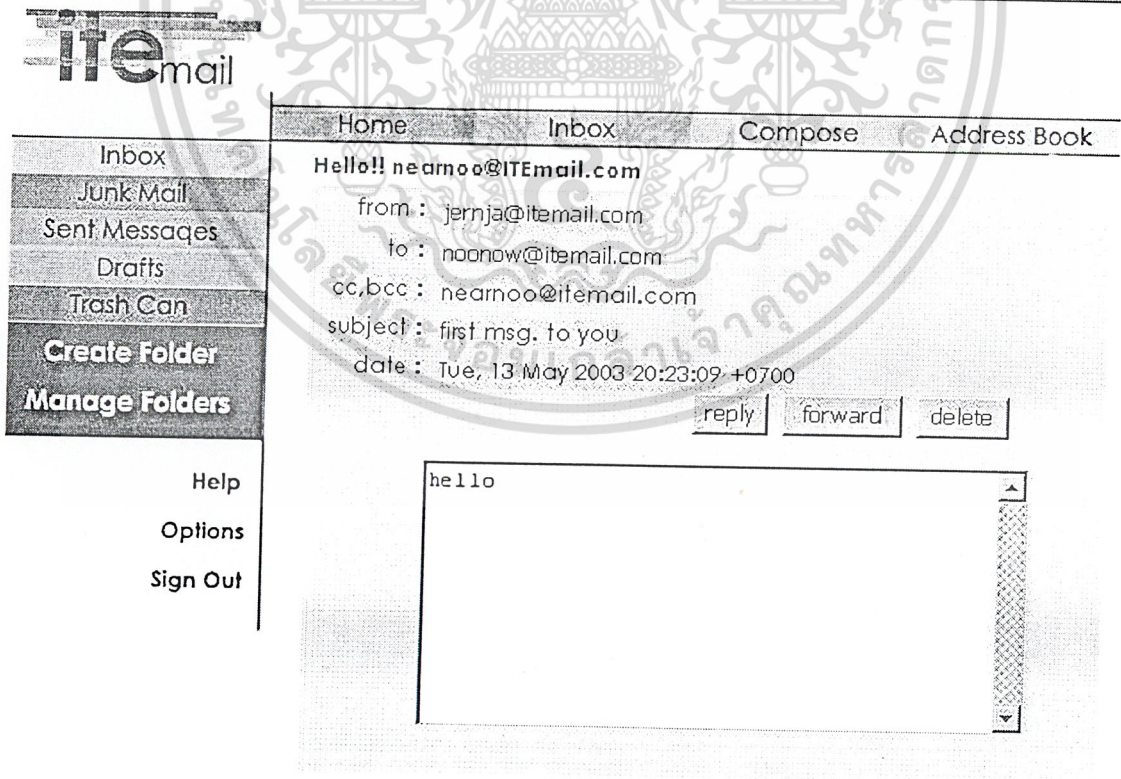 ITEmail
Home Inbox Compose Address Book
Inbox
Junk Mail
Sent Messages
Drafts
Trash Can
Create Folder
Manage Folders
Help
Options
Sign Out
Hello!! nearnoo@ITEmail.com
from : jernja@itemail.com
to : noonow@itemail.com
cc,bcc : nearnoo@itemail.com
subject : first msg. to you
date : Tue, 13 May 2003 20:23:09 +0700
reply forward delete
hello